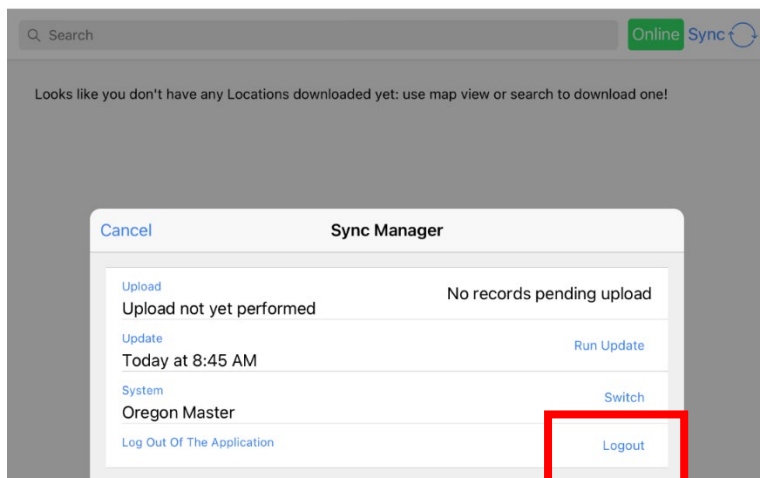 Search
Online Sync
Looks like you don't have any Locations downloaded yet: use map view or search to download one!
Cancel Sync Manager
Upload
Upload not yet performed No records pending upload
Update
Today at 8:45 AM Run Update
System
Oregon Master Switch
Log Out Of The Application Logout